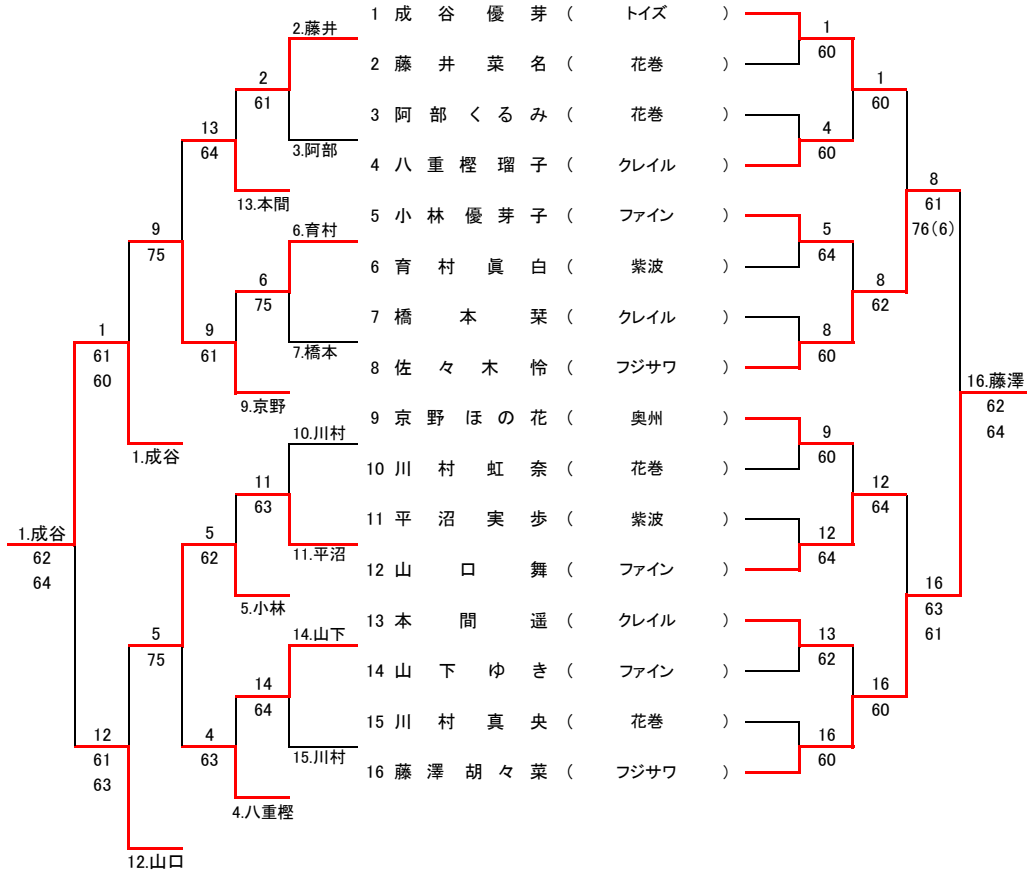 1 成谷優芽 ( トイズ )
2 藤井菜名 ( 花巻 )
3 阿部くるみ ( 花巻 )
4 八重樫瑠子 ( クレイル )
5 小林優芽子 ( ファイン )
6 育村眞白 ( 紫波 )
7 橋本栞 ( クレイル )
8 佐々木怜 ( フジサワ )
9 京野ほの花 ( 奥州 )
10 川村虹奈 ( 花巻 )
11 平沼実歩 ( 紫波 )
12 山口舞 ( ファイン )
13 本間遥 ( クレイル )
14 山下ゆき ( ファイン )
15 川村真央 ( 花巻 )
16 藤澤胡々菜 ( フジサワ )
1
60
4
60
5
64
8
60
9
60
12
64
13
62
16
60
1
60
8
62
12
64
16
60
8
61
76(6)
16
63
61
16.藤澤
62
64
2.藤井
3.阿部
2
61
13.本間
13
64
6.育村
7.橋本
6
75
9.京野
9
61
9
75
1.成谷
1
61
60
10.川村
11.平沼
11
63
5.小林
5
62
14.山下
15.川村
14
64
4.八重樫
4
63
5
75
12.山口
12
61
63
1.成谷
62
64